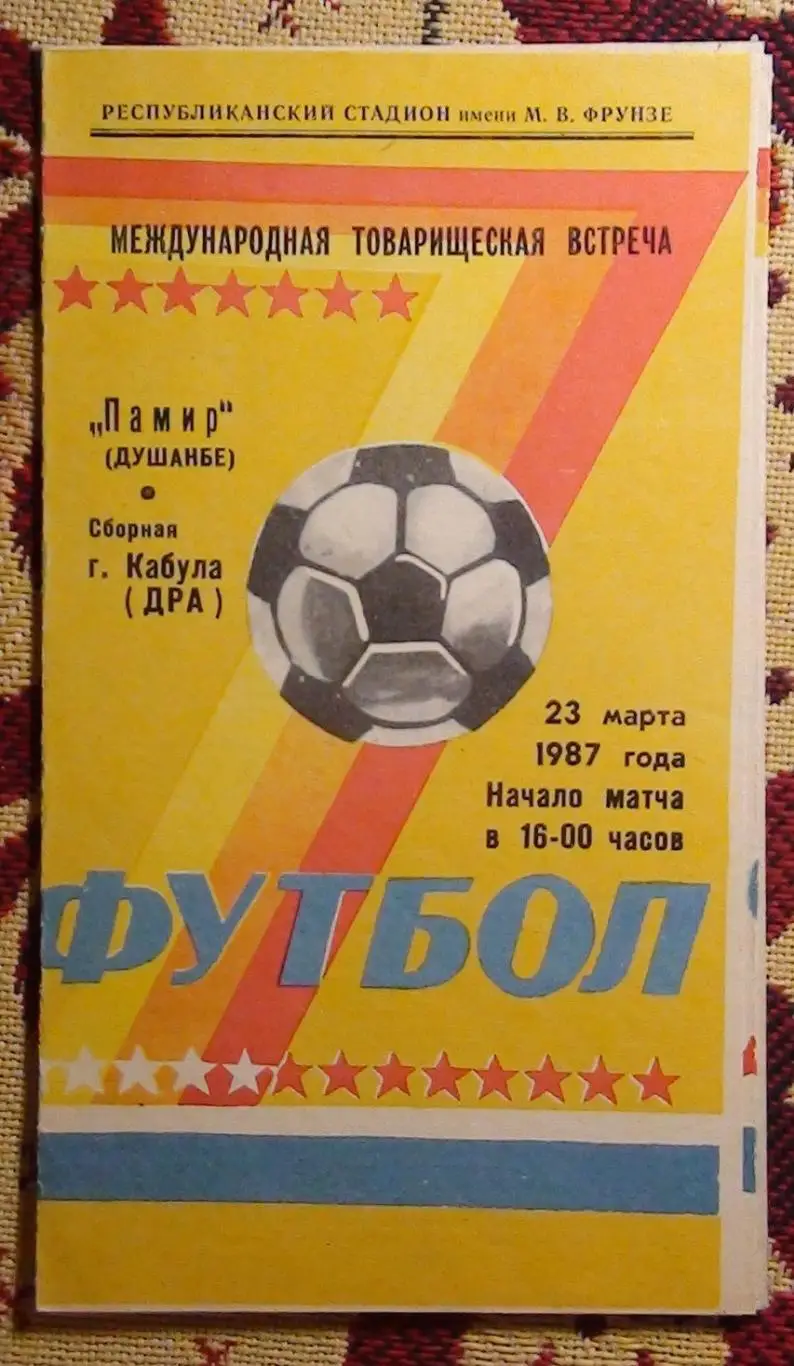 РЕСПУБЛИКАНСКИЙ СТАДИОН имени М. В. ФРУНЗЕ
МЕЖДУНАРОДНАЯ ТОВАРИЩЕСКАЯ ВСТРЕЧА
„Памир“
(ДУШАНБЕ)
Сборная
г. Кабула
(ДРА)
23 марта
1987 года
Начало матча
в 16-00 часов
ФУТБОЛ